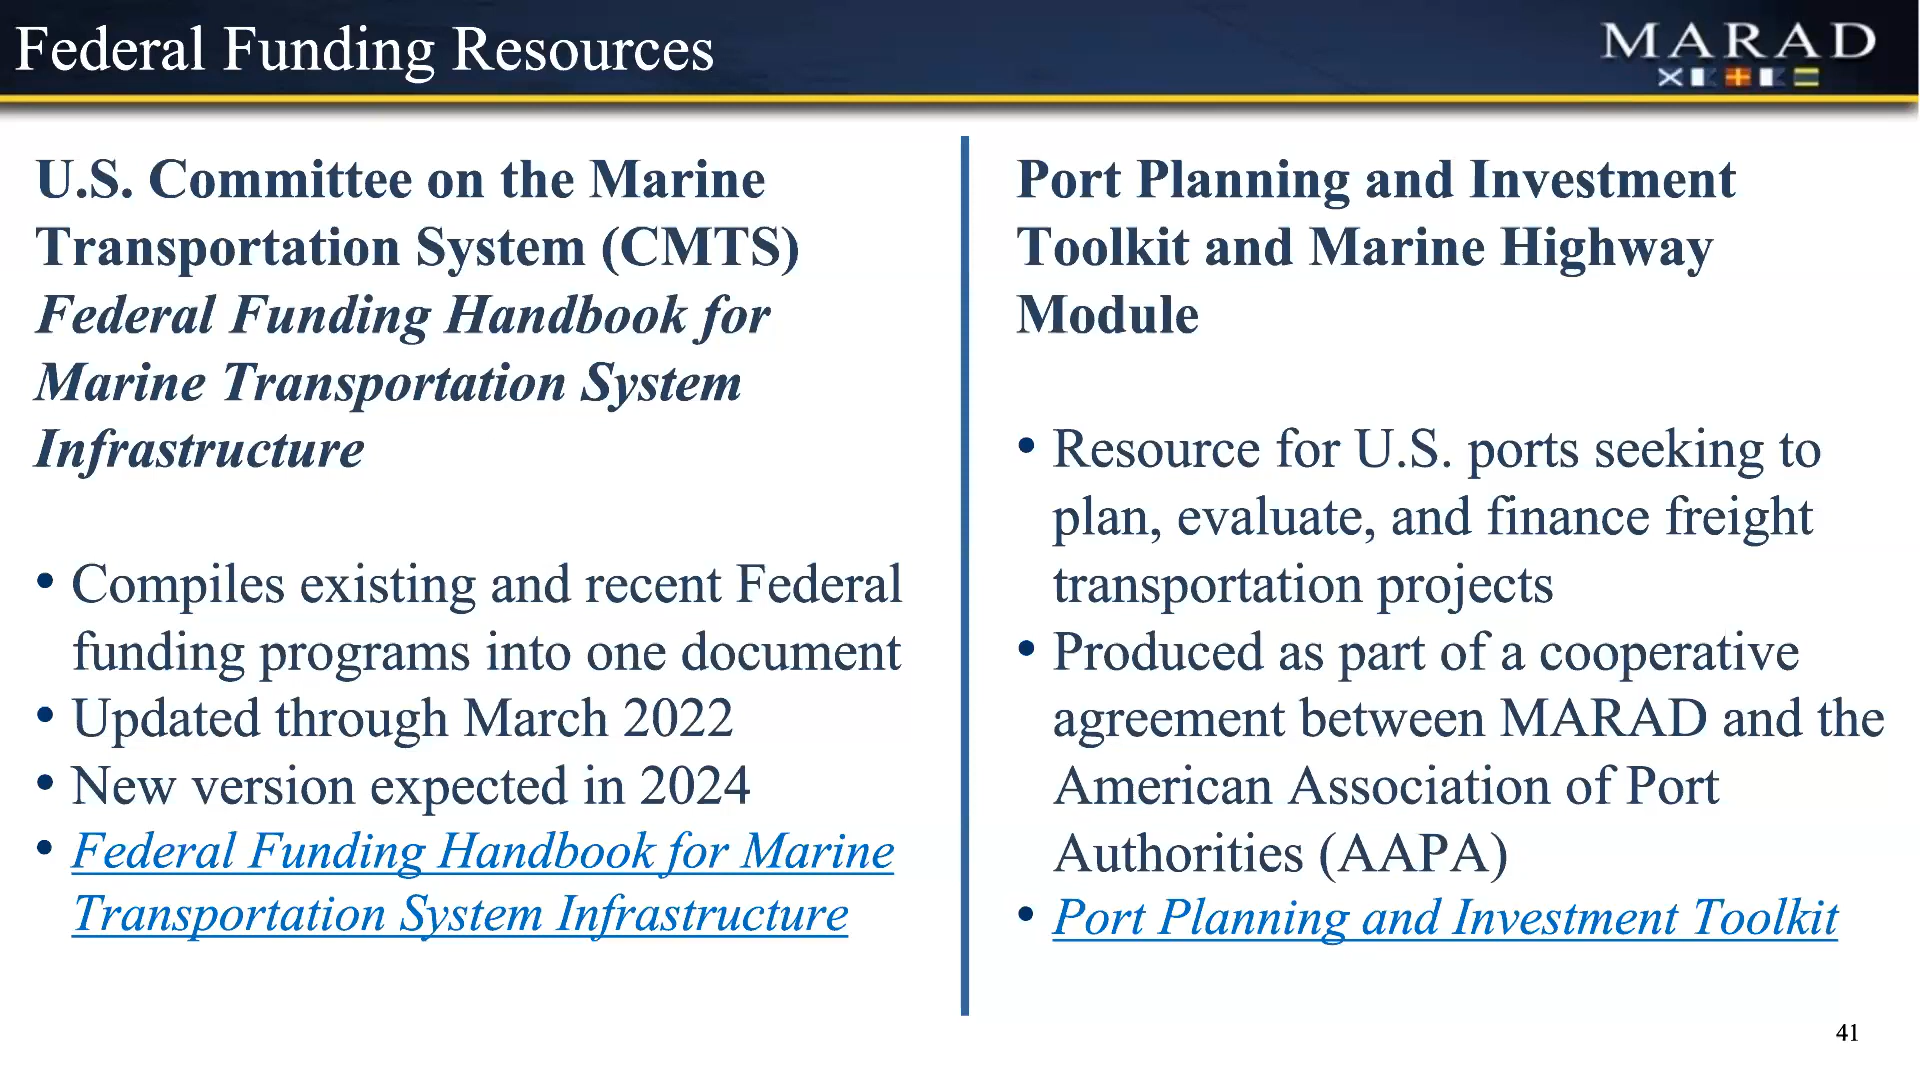 Federal Funding Resources
MARAD
U.S. Committee on the Marine
Transportation System (CMTS)
Federal Funding Handbook for
Marine Transportation System
Infrastructure
• Compiles existing and recent Federal
funding programs into one document
• Updated through March 2022
• New version expected in 2024
• Federal Funding Handbook for Marine
Transportation System Infrastructure
Port Planning and Investment
Toolkit and Marine Highway
Module
• Resource for U.S. ports seeking to
plan, evaluate, and finance freight
transportation projects
• Produced as part of a cooperative
agreement between MARAD and the
American Association of Port
Authorities (AAPA)
• Port Planning and Investment Toolkit
41